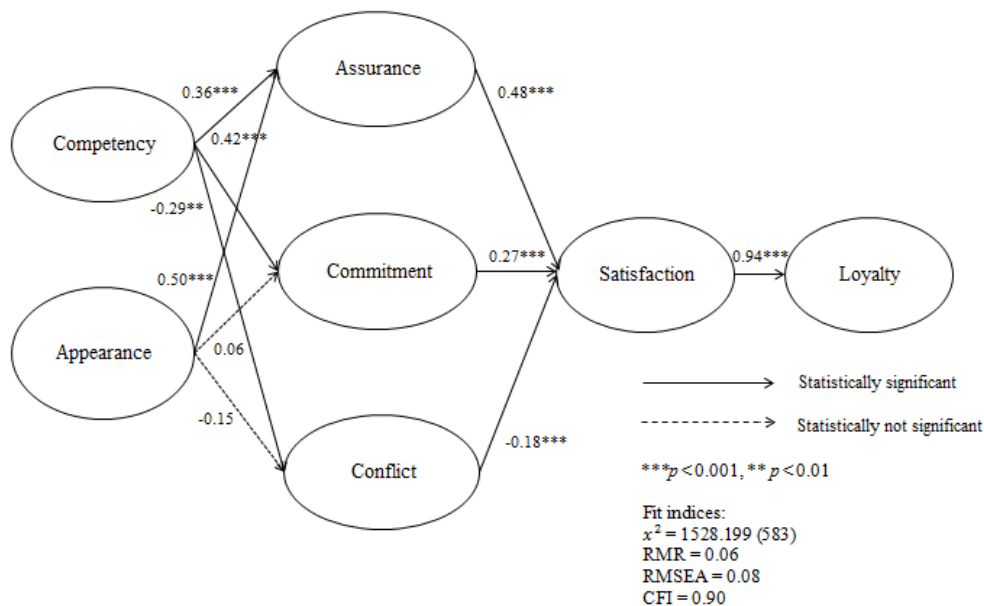 Assurance
0.36***
0.48***
Competency
0.42***
-0.29**
Commitment
0.27***
Satisfaction
0.94***
Loyalty
0.50***
Appearance
0.06
-0.15
Conflict
-0.18***
Statistically significant
Statistically not significant
***p<0.001, **p<0.01
Fit indices:
x² = 1528.199 (583)
RMR = 0.06
RMSEA = 0.08
CFI = 0.90